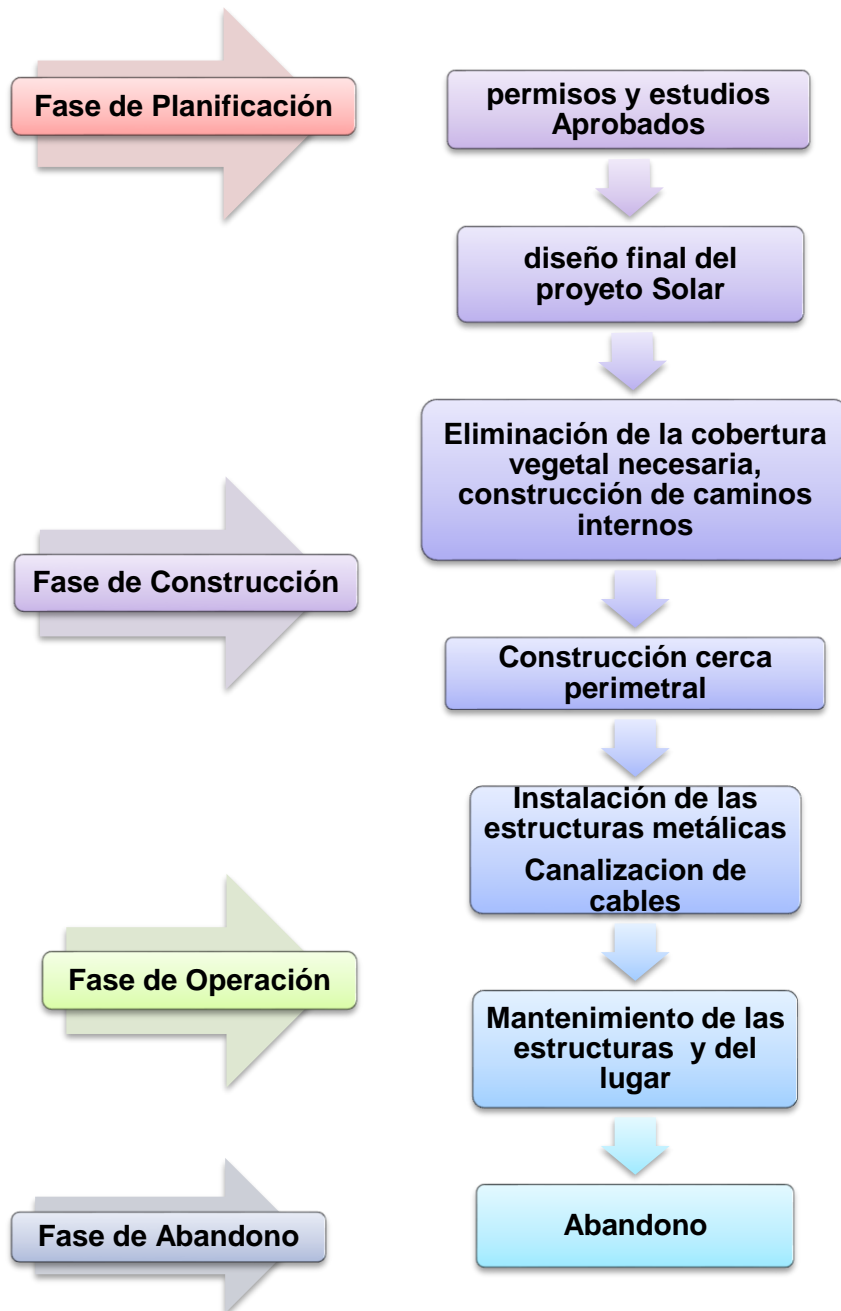 Fase de Planificación
permisos y estudios
Aprobados
diseño final del
proyeto Solar
Eliminación de la cobertura
vegetal necesaria,
construcción de caminos
internos
Fase de Construcción
Construcción cerca
perimetral
Instalación de las
estructuras metálicas
Canalizacion de
cables
Fase de Operación
Mantenimiento de las
estructuras y del
lugar
Fase de Abandono
Abandono